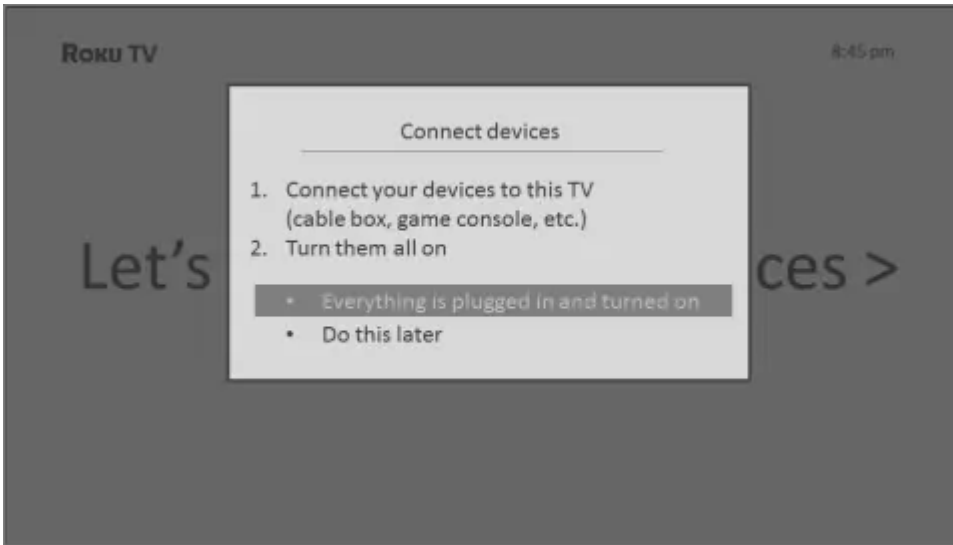 Roku TV
8:45 pm
Connect devices
1. Connect your devices to this TV
(cable box, game console, etc.)
2. Turn them all on
Let's ces >
• Everything is plugged in and turned on
• Do this later